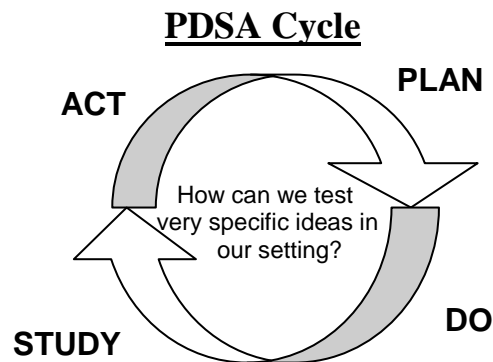 PDSA Cycle
ACT
PLAN
How can we test
very specific ideas in
our setting?
STUDY
DO